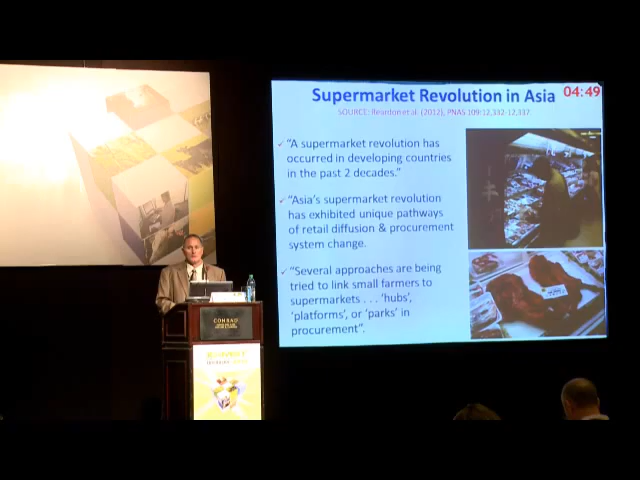 Supermarket Revolution in Asia
04:49
SOURCE: Reardon et al. (2012), PNAS 109:12,332-12,337
✓ “A supermarket revolution has
occurred in developing countries
in the past 2 decades.”
✓ “Asia’s supermarket revolution
has exhibited unique pathways
of retail diffusion & procurement
system change.
✓ “Several approaches are being
tried to link small farmers to
supermarkets . . . ‘hubs’,
‘platforms’, or ‘parks’ in
procurement”.
CONRAD